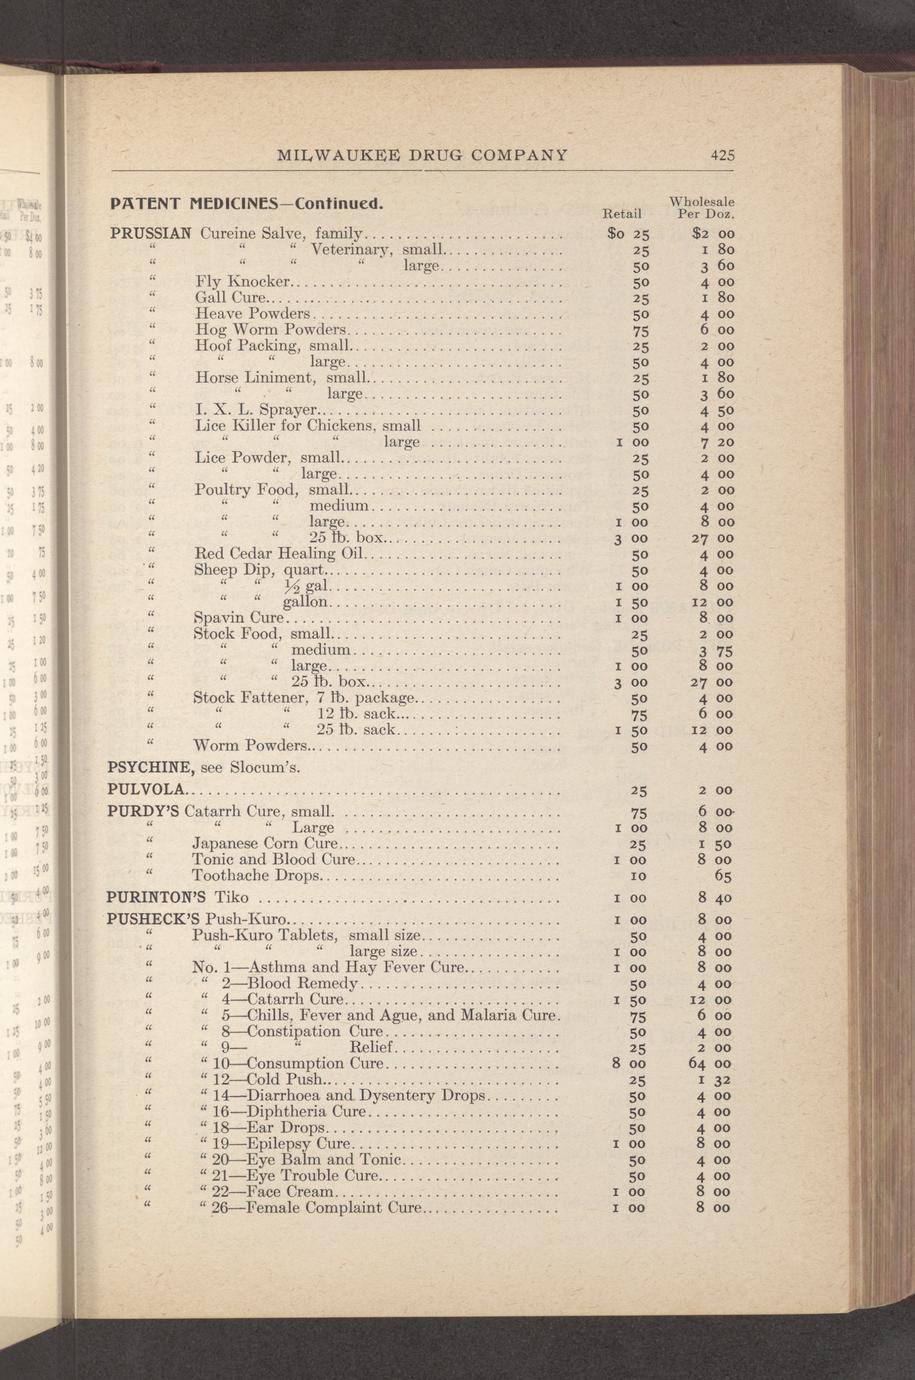 MILWAUKEE DRUG COMPANY 425
PATENT MEDICINES—Continued.
Retail Wholesale Per Doz.
PRUSSIAN Cureine Salve, family........................ $0 25 $2 00
“ “ “ Veterinary, small............... 25 1 80
“ “ “ “ large............... 50 3 60
“ Fly Knocker.................................. 50 4 00
“ Gall Cure.................................... 25 1 80
“ Heave Powders................................ 50 4 00
“ Hog Worm Powders............................ 75 6 00
“ Hoof Packing, small.......................... 25 2 00
“ “ “ large.......................... 50 4 00
“ Horse Liniment, small........................ 25 1 80
“ “ “ large........................ 50 3 60
“ I. X. L. Sprayer............................. 50 4 50
“ Lice Killer for Chickens, small ............... 50 4 00
“ “ “ “ large ............... 1 00 7 20
“ Lice Powder, small........................... 25 2 00
“ “ “ large........................... 50 4 00
“ Poultry Food, small.......................... 25 2 00
“ “ “ medium........................ 50 4 00
“ “ “ large.......................... 1 00 8 00
“ “ “ 25 lb. box..................... 3 00 27 00
“ Red Cedar Healing Oil........................ 50 4 00
“ Sheep Dip, quart............................. 50 4 00
“ “ “ ½ gal............................. 1 00 8 00
“ “ “ gallon............................ 1 50 12 00
“ Spavin Cure.................................. 1 00 8 00
“ Stock Food, small............................ 25 2 00
“ “ “ medium.......................... 50 3 75
“ “ “ large............................ 1 00 8 00
“ “ “ 25 lb. box....................... 3 00 27 00
“ Stock Fattener, 7 lb. package.................. 50 4 00
“ “ “ 12 lb. sack................... 75 6 00
“ “ “ 25 lb. sack................... 1 50 12 00
“ Worm Powders................................ 50 4 00
PSYCHINE, see Slocum's.
PULVOLA............................................. 25 2 00
PURDY'S Catarrh Cure, small. .......................... 75 6 00
“ “ “ Large .......................... 1 00 8 00
“ Japanese Corn Cure........................... 25 1 50
“ Tonic and Blood Cure......................... 1 00 8 00
“ Toothache Drops.............................. 10 65
PURINTON'S Tiko .................................... 1 00 8 40
PUSHECK'S Push-Kuro................................. 1 00 8 00
“ Push-Kuro Tablets, small size................. 50 4 00
“ “ “ “ large size................. 1 00 8 00
“ No. 1—Asthma and Hay Fever Cure............ 1 00 8 00
“ “ 2—Blood Remedy......................... 50 4 00
“ “ 4—Catarrh Cure........................... 1 50 12 00
“ “ 5—Chills, Fever and Ague, and Malaria Cure. 75 6 00
“ “ 8—Constipation Cure...................... 50 4 00
“ “ 9— “ Relief.................... 25 2 00
“ “ 10—Consumption Cure...................... 8 00 64 00
“ “ 12—Cold Push............................. 25 1 32
“ “ 14—Diarrhoea and Dysentery Drops......... 50 4 00
“ “ 16—Diphtheria Cure........................ 50 4 00
“ “ 18—Ear Drops............................. 50 4 00
“ “ 19—Epilepsy Cure.......................... 1 00 8 00
“ “ 20—Eye Balm and Tonic.................... 50 4 00
“ “ 21—Eye Trouble Cure....................... 50 4 00
“ “ 22—Face Cream............................ 1 00 8 00
“ “ 26—Female Complaint Cure................. 1 00 8 00